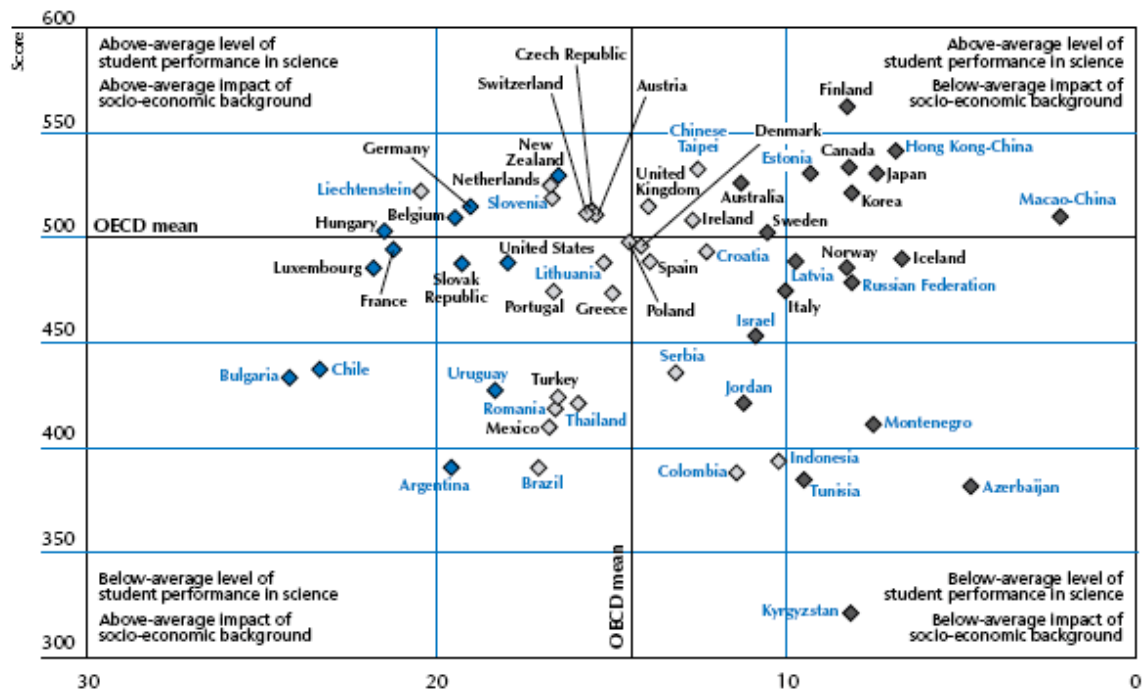 600
Score
Above-average level of
student performance in science
Above-average impact of
socio-economic background
Czech Republic
Switzerland
Austria
Above-average level of
student performance in science
Below-average impact of
socio-economic background
Finland
550
Germany
New
Zealand
Chinese
Taipei
Denmark
Estonia
Canada
Hong Kong-China
Liechtenstein
Netherlands
Slovenia
United
Kingdom
Australia
Japan
Korea
Macao-China
Hungary
Belgium
Ireland
Sweden
500
OECD mean
Luxembourg
France
Slovak
Republic
United States
Lithuania
Portugal
Greece
Poland
Spain
Croatia
Latvia
Italy
Norway
Iceland
Russian Federation
450
Israel
Bulgaria
Chile
Uruguay
Turkey
Romania
Thailand
Mexico
Serbia
Jordan
Montenegro
400
Argentina
Brazil
Colombia
Indonesia
Tunisia
Azerbaijan
350
Below-average level of
student performance in science
Above-average impact of
socio-economic background
OECD mean
Kyrgyzstan
Below-average level of
student performance in science
Below-average impact of
socio-economic background
300
30
20
10
0